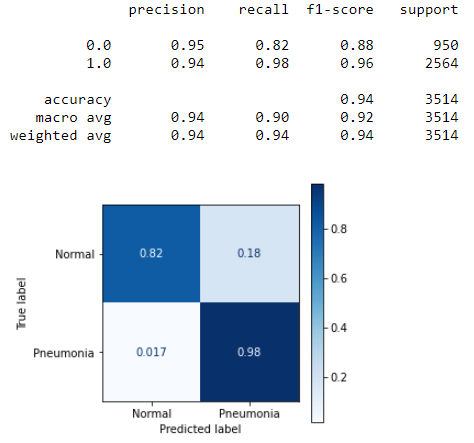 precision recall f1-score support
0.0 0.95 0.82 0.88 950
1.0 0.94 0.98 0.96 2564
accuracy 0.94 3514
macro avg 0.94 0.90 0.92 3514
weighted avg 0.94 0.94 0.94 3514
True label
Normal 0.82 0.18
Pneumonia 0.017 0.98
Normal Pneumonia
Predicted label
0.8
0.6
0.4
0.2